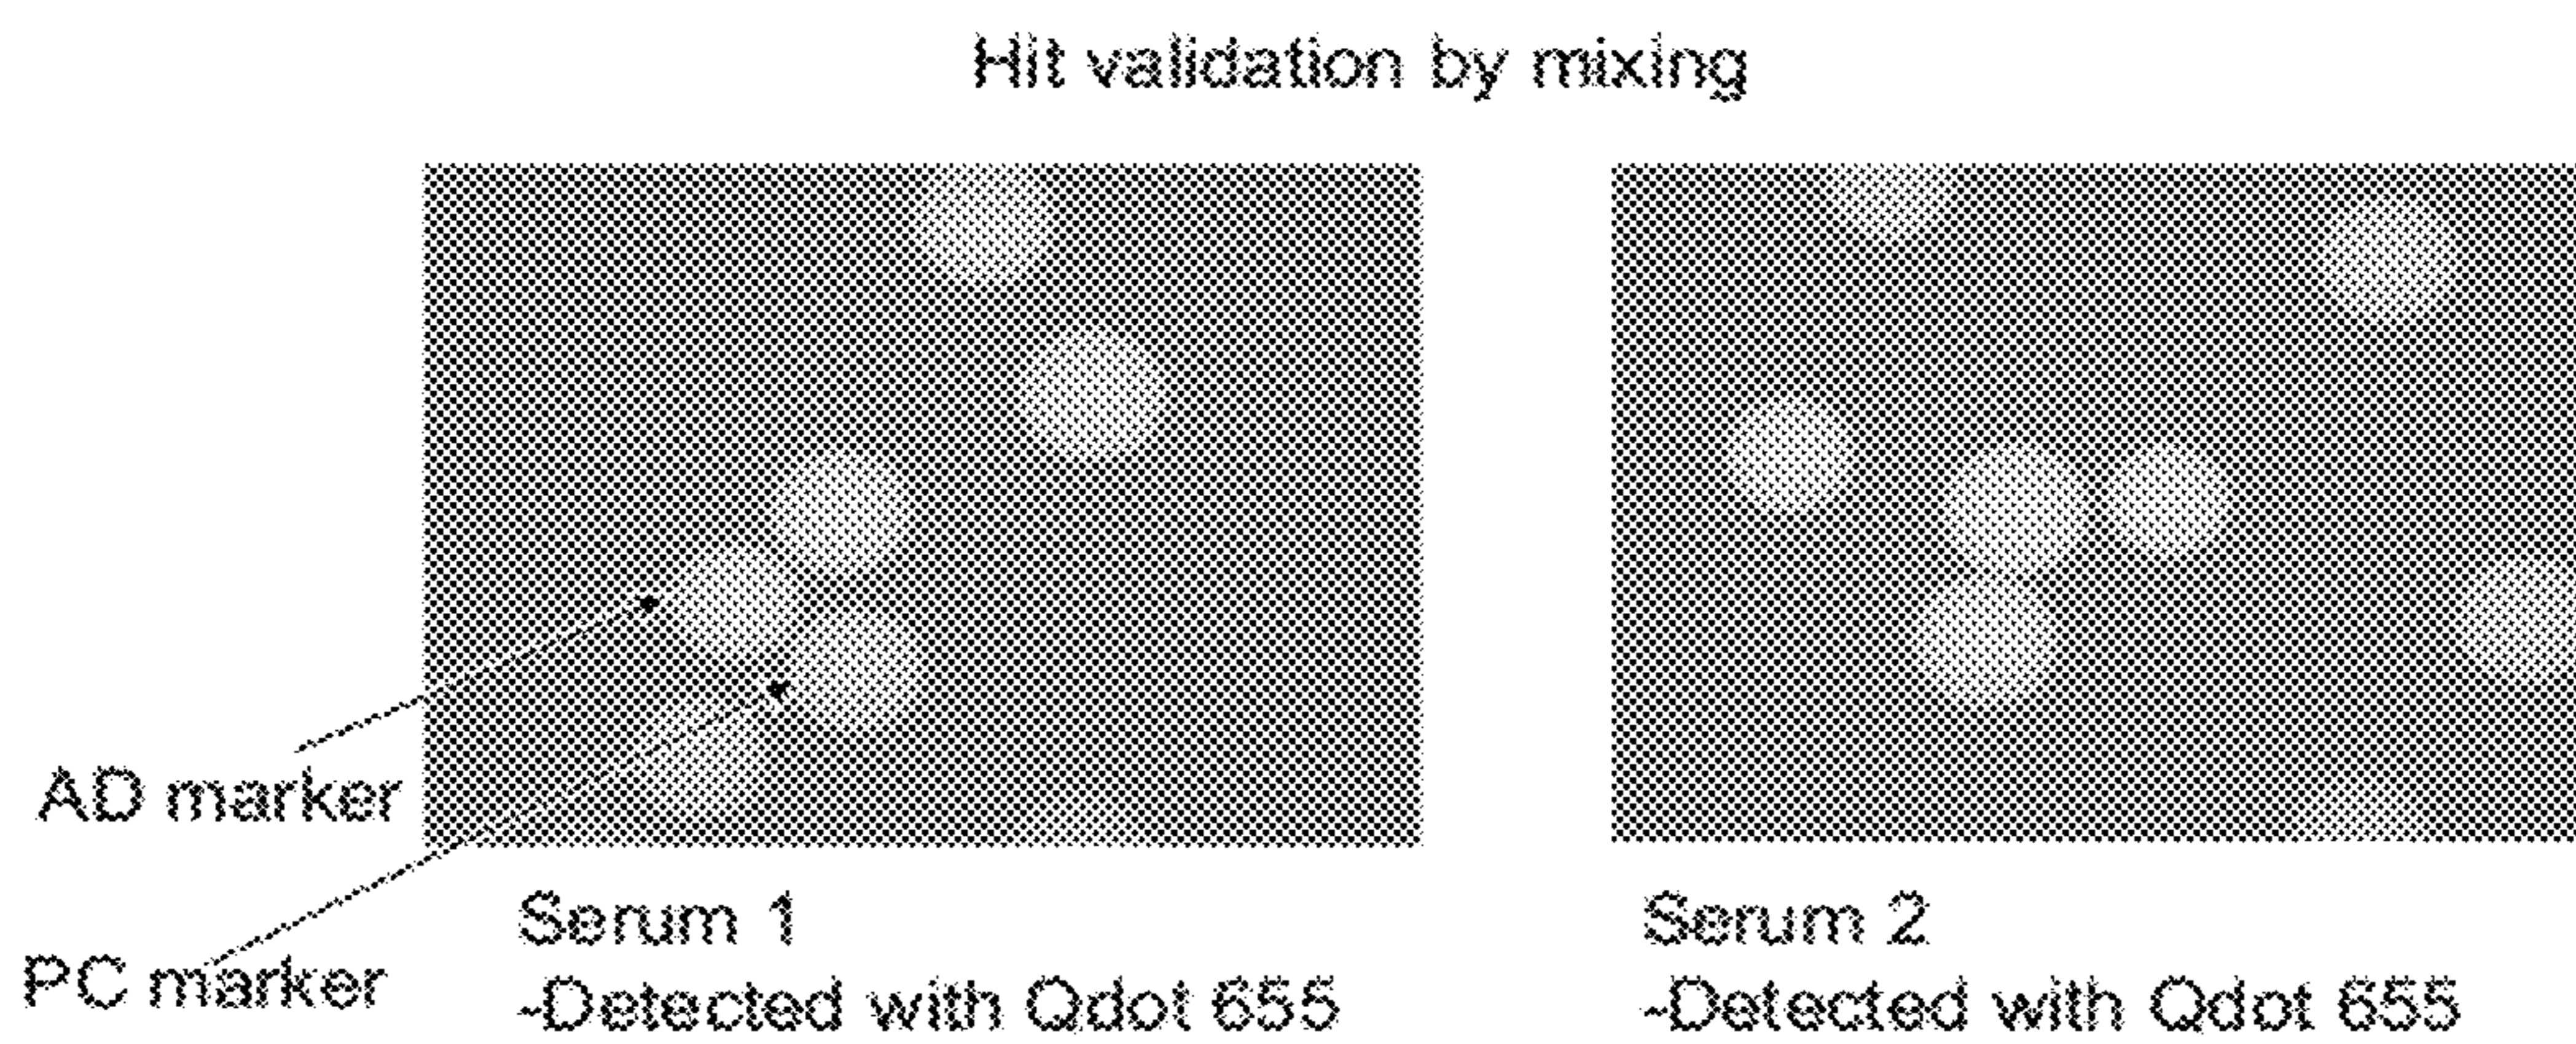 Hit validation by mixing
AD marker
PC marker
Serum 1
-Detected with Qdot 655
Serum 2
-Detected with Qdot 655